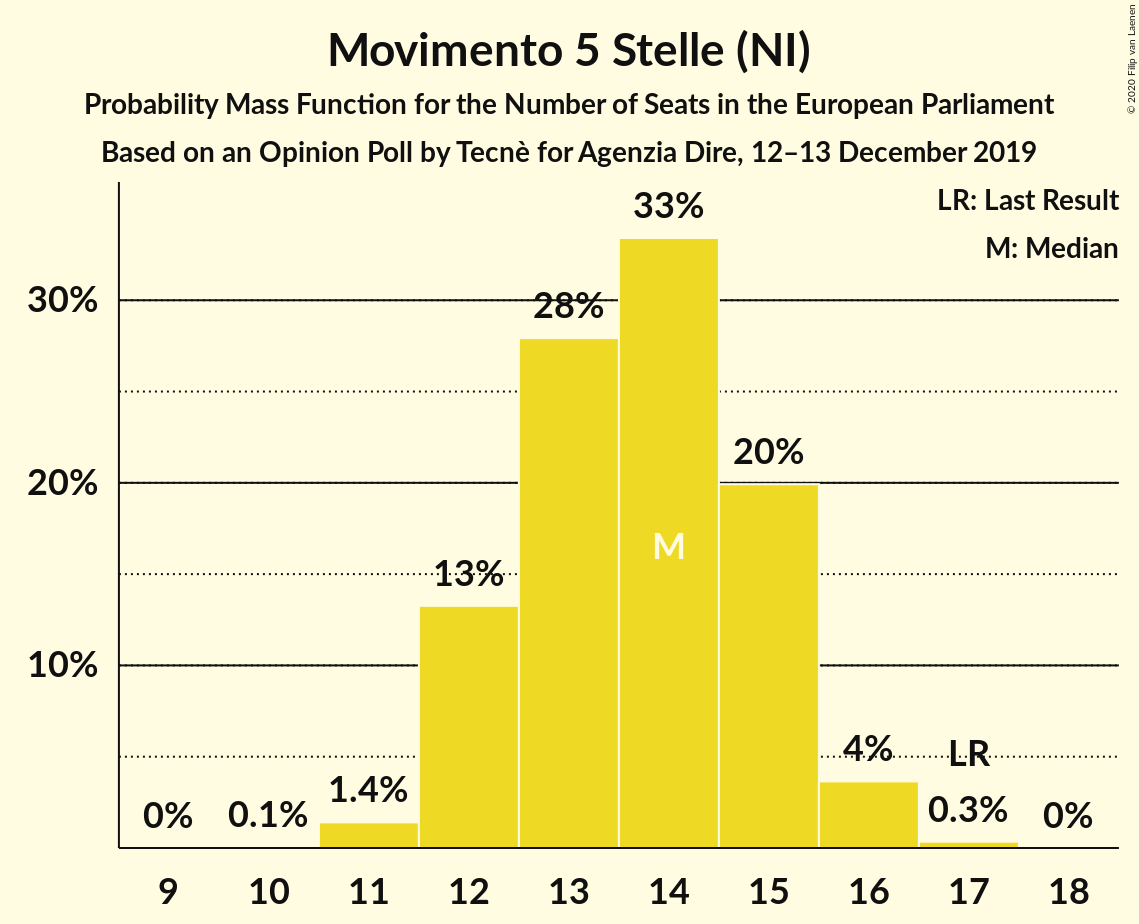 Movimento 5 Stelle (NI)
Probability Mass Function for the Number of Seats in the European Parliament
Based on an Opinion Poll by Tecnè for Agenzia Dire, 12–13 December 2019
© 2020 Filip van Laenen
LR: Last Result
M: Median
33%
30%
28%
20%
20%
M
13%
10%
4%
LR
1.4%
0%
0.1%
0.3%
0%
9 10 11 12 13 14 15 16 17 18